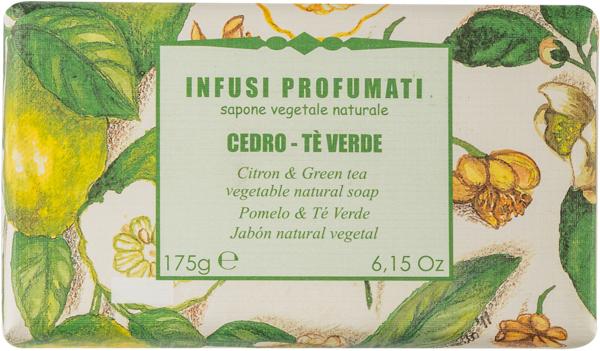 INFUSI PROFUMATI
sapone vegetale naturale
CEDRO - TÈ VERDE
Citron & Green tea
vegetable natural soap
Pomelo & Té Verde
Jabón natural vegetal
175g ℮ 6,15 Oz